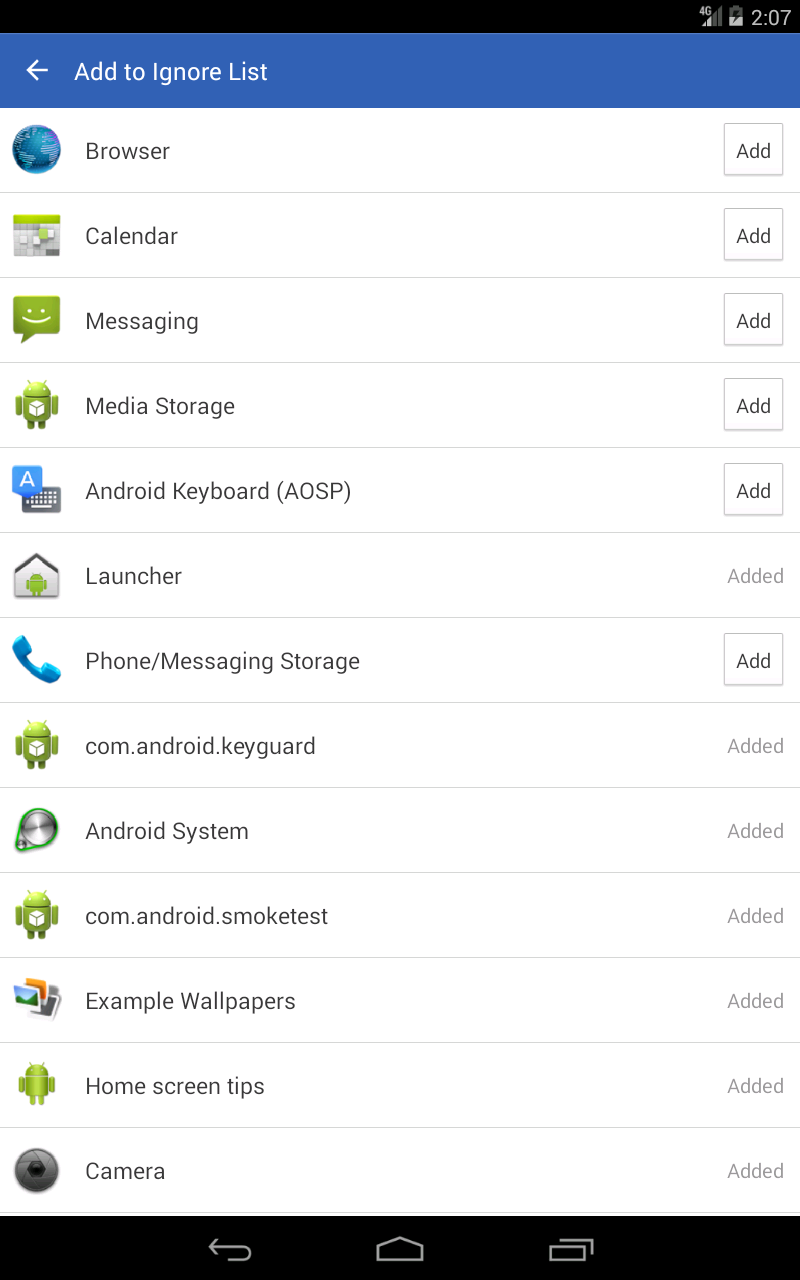 4G 2:07
Add to Ignore List
Browser Add
Calendar Add
Messaging Add
Media Storage Add
A
Android Keyboard (AOSP) Add
Launcher Added
Phone/Messaging Storage Add
com.android.keyguard Added
Android System Added
com.android.smoketest Added
Example Wallpapers Added
Home screen tips Added
Camera Added